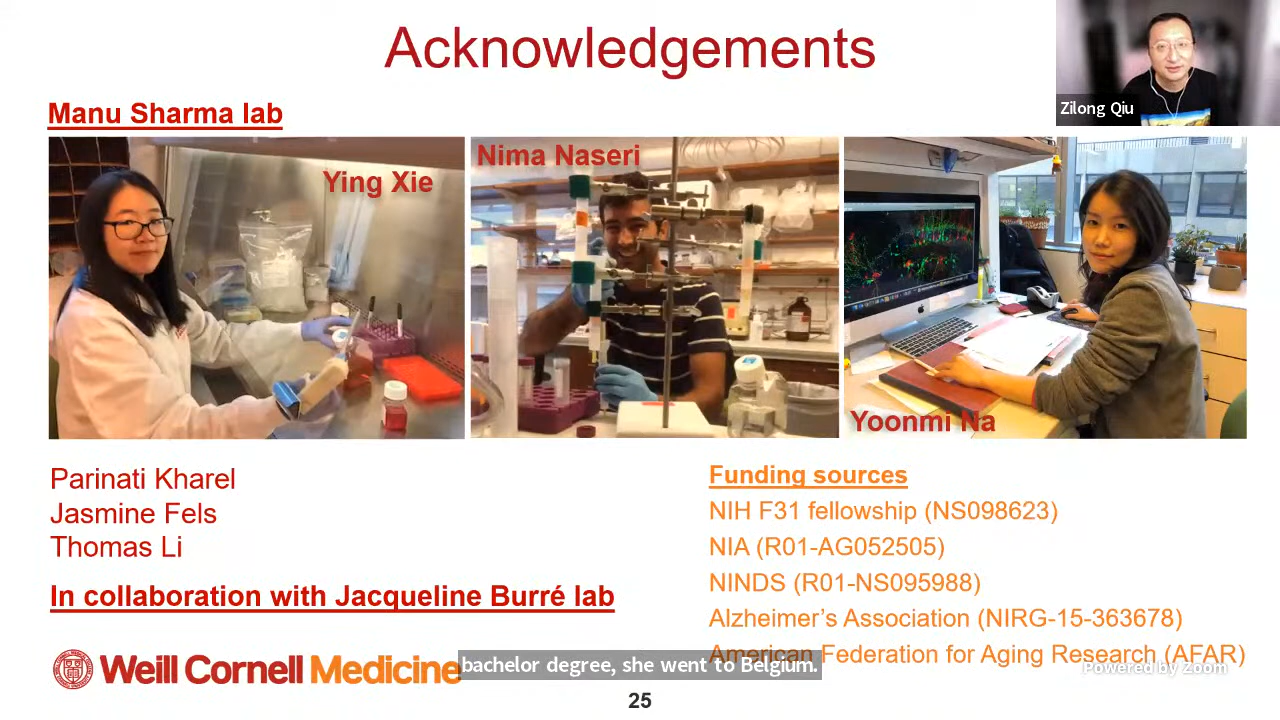 Acknowledgements
Zilong Qiu
Manu Sharma lab
Ying Xie
Nima Naseri
Yoonmi Na
Parinati Kharel
Jasmine Fels
Thomas Li
In collaboration with Jacqueline Burré lab
Funding sources
NIH F31 fellowship (NS098623)
NIA (R01-AG052505)
NINDS (R01-NS095988)
Alzheimer’s Association (NIRG-15-363678)
American Federation for Aging Research (AFAR)
Weill Cornell Medicine
bachelor degree, she went to Belgium.
Powered by Zoom
25